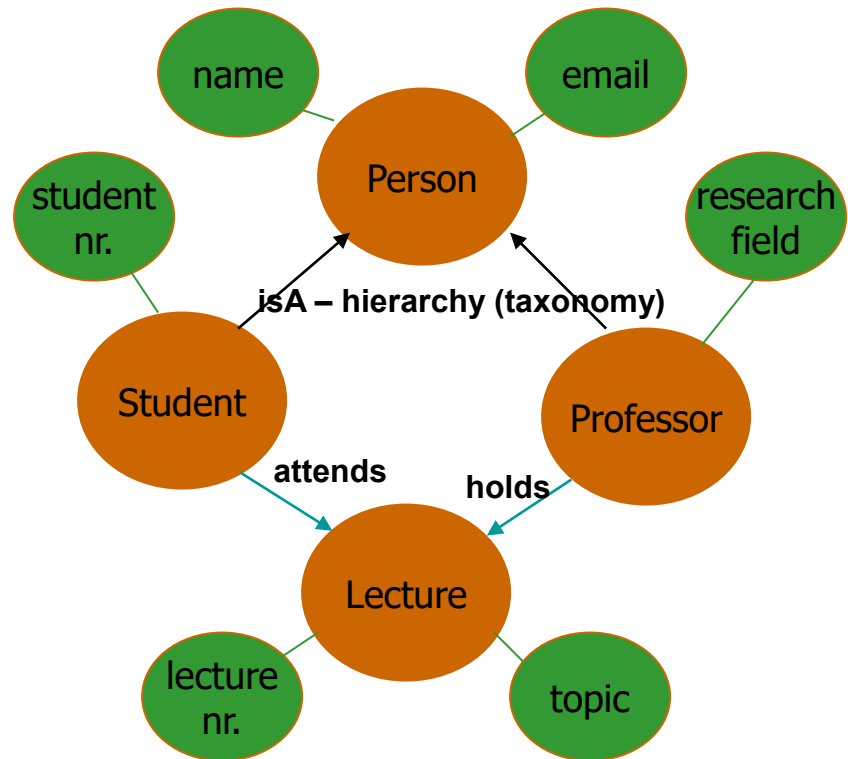 name
email
Person
student
nr.
research
field
isA – hierarchy (taxonomy)
Student
Professor
attends
holds
Lecture
lecture
nr.
topic